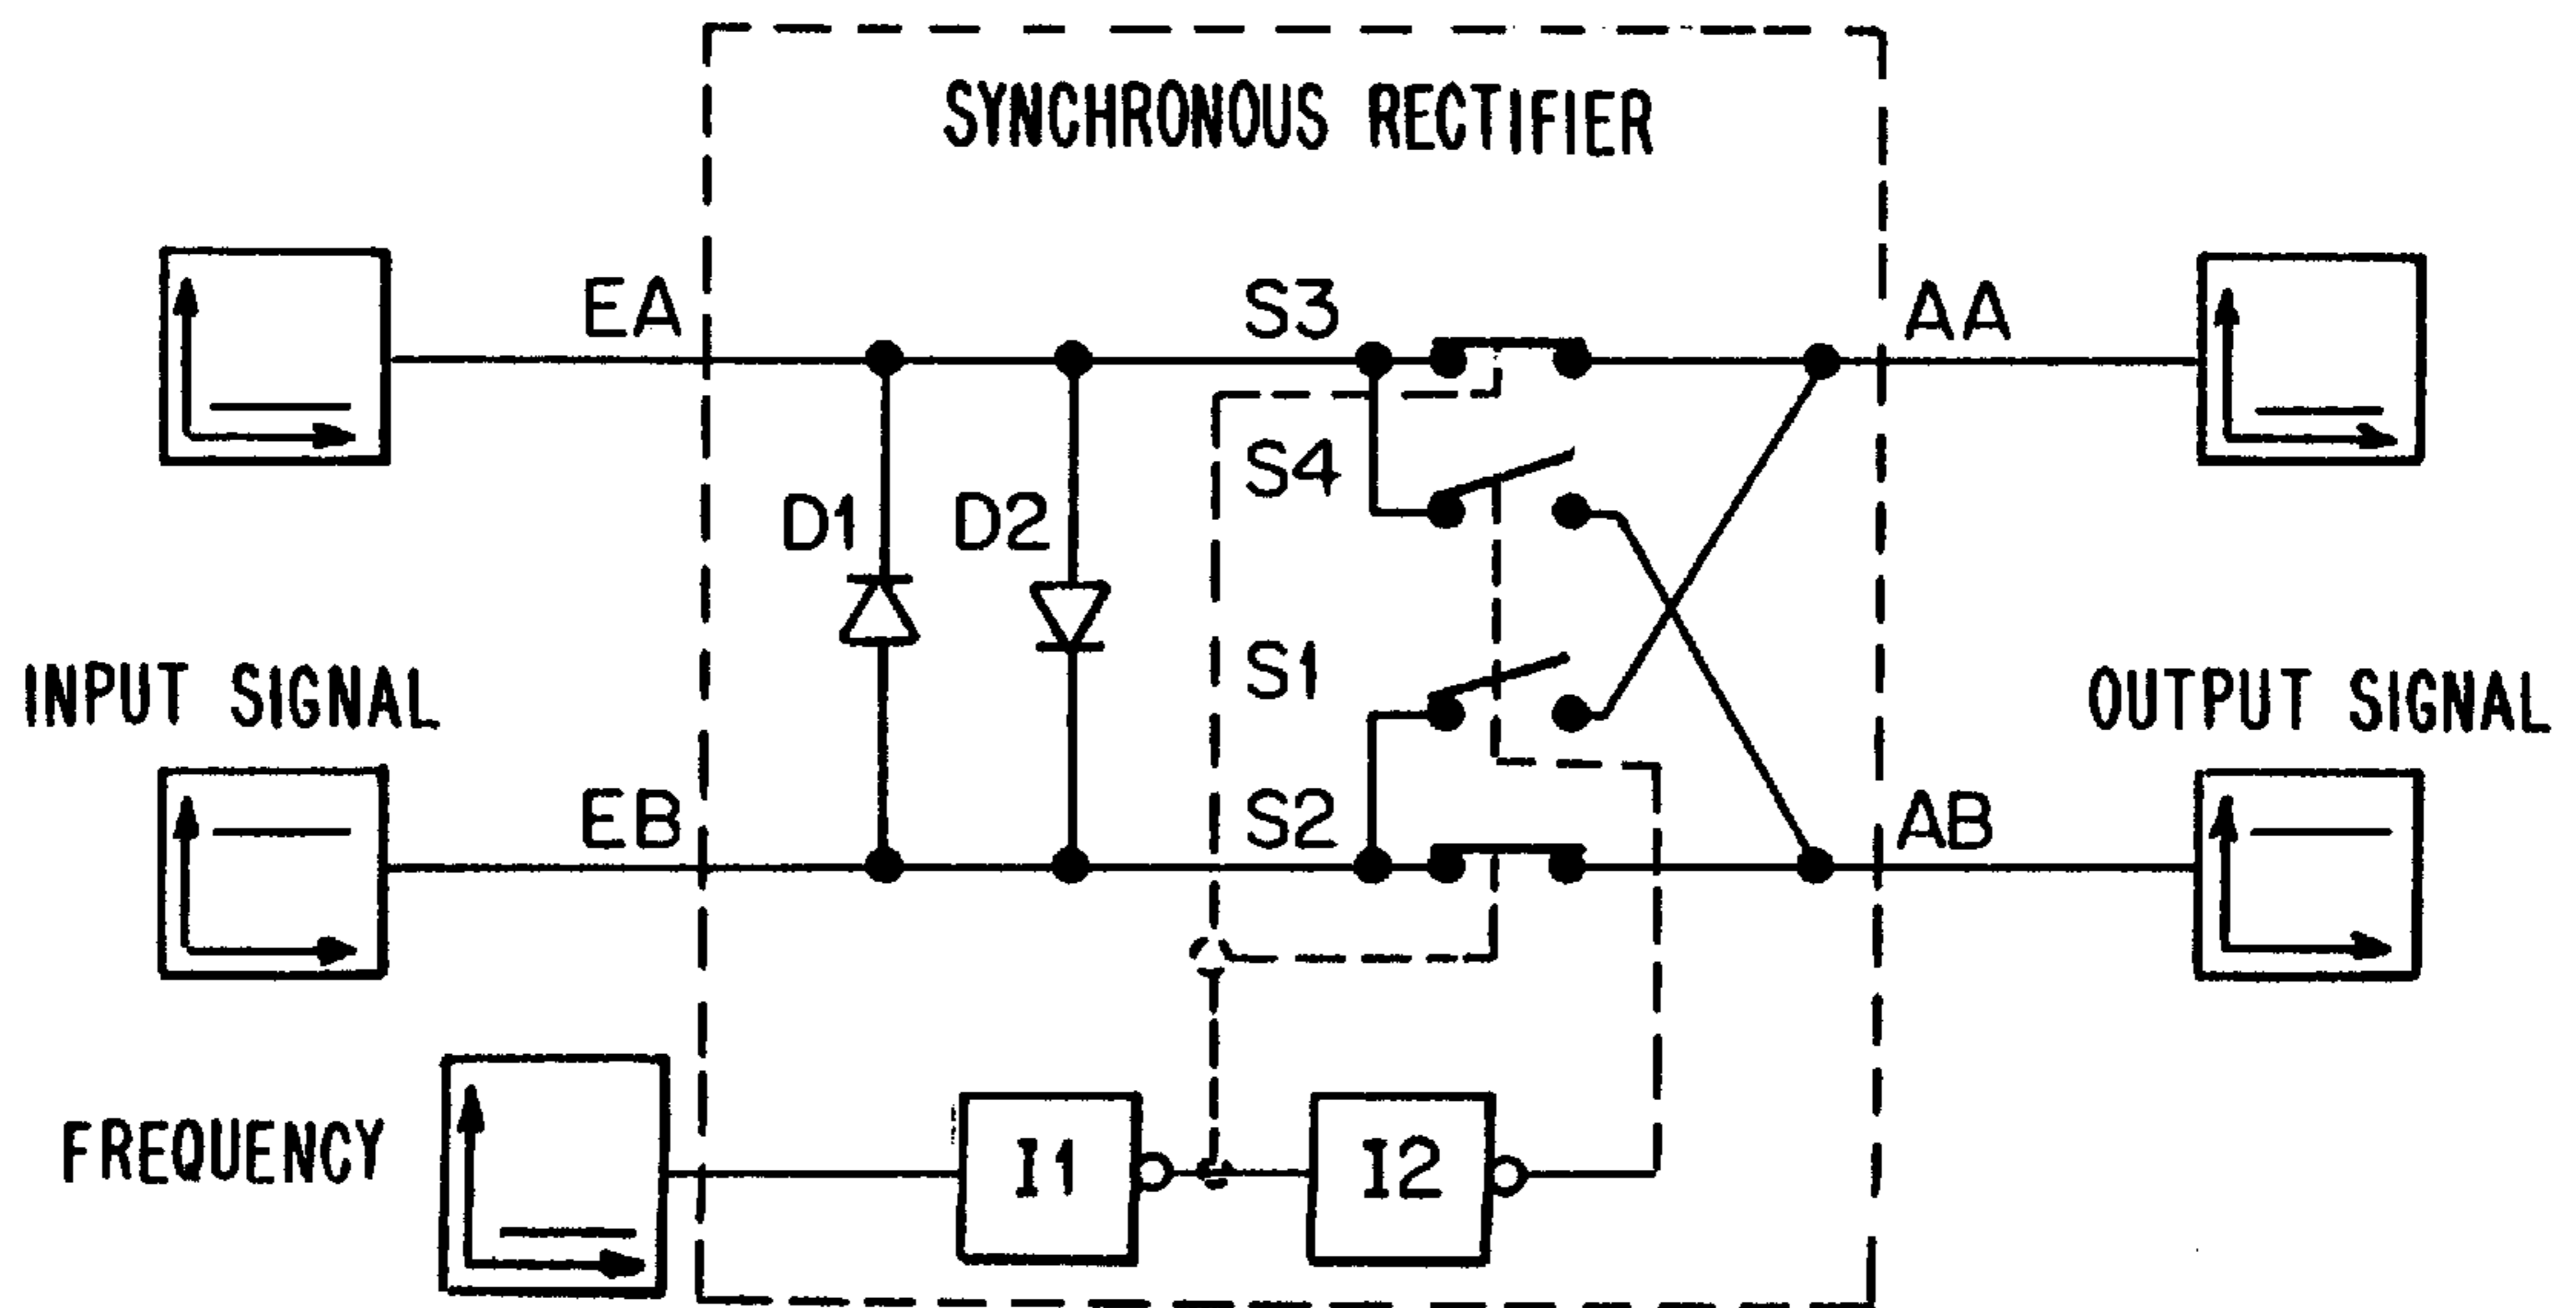 SYNCHRONOUS RECTIFIER
EA
S3
AA
S4
D1
D2
S1
INPUT SIGNAL
OUTPUT SIGNAL
EB
S2
AB
FREQUENCY
I1
I2